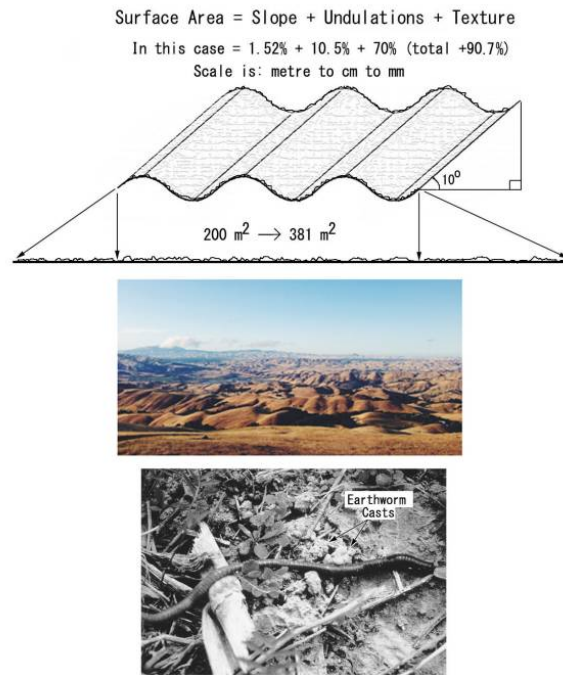 Surface Area = Slope + Undulations + Texture
In this case = 1.52% + 10.5% + 70% (total +90.7%)
Scale is: metre to cm to mm
10°
200 m² → 381 m²
Earthworm
Casts